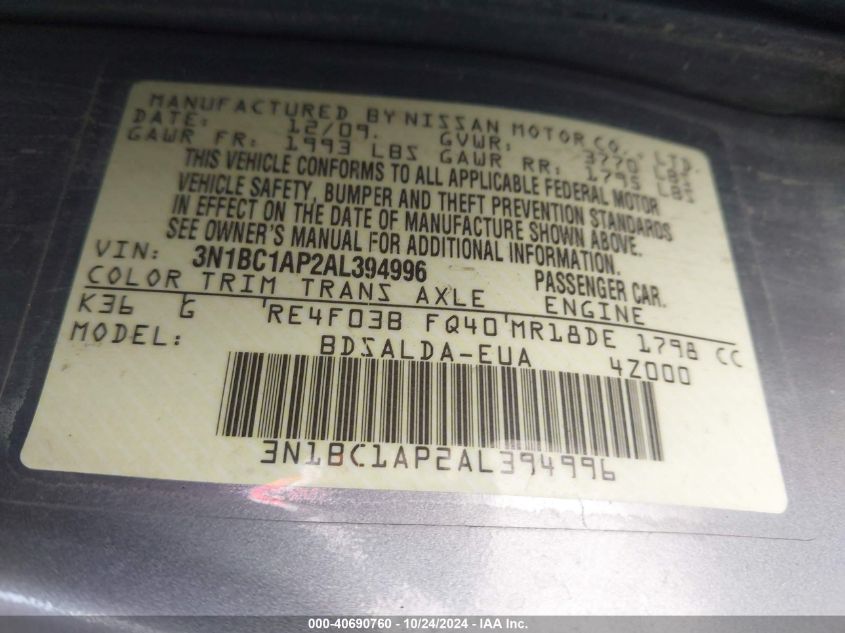 MANUFACTURED BY NISSAN MOTOR CO., LTD.
DATE: 12/09. GVWR: 3770 LBS
GAWR FR: 1993 LBS GAWR RR: 1795 LBS
THIS VEHICLE CONFORMS TO ALL APPLICABLE FEDERAL MOTOR
VEHICLE SAFETY, BUMPER AND THEFT PREVENTION STANDARDS
IN EFFECT ON THE DATE OF MANUFACTURE SHOWN ABOVE.
SEE OWNER'S MANUAL FOR ADDITIONAL INFORMATION.
VIN: 3N1BC1AP2AL394996 PASSENGER CAR.
COLOR TRIM TRANS AXLE ENGINE
K36 G 'RE4F03B FQ40'MR18DE 1798 CC
MODEL: BDSALDA-EUA 4Z000
3N1BC1AP2AL394996
000-40690760 - 10/24/2024 - IAA Inc.